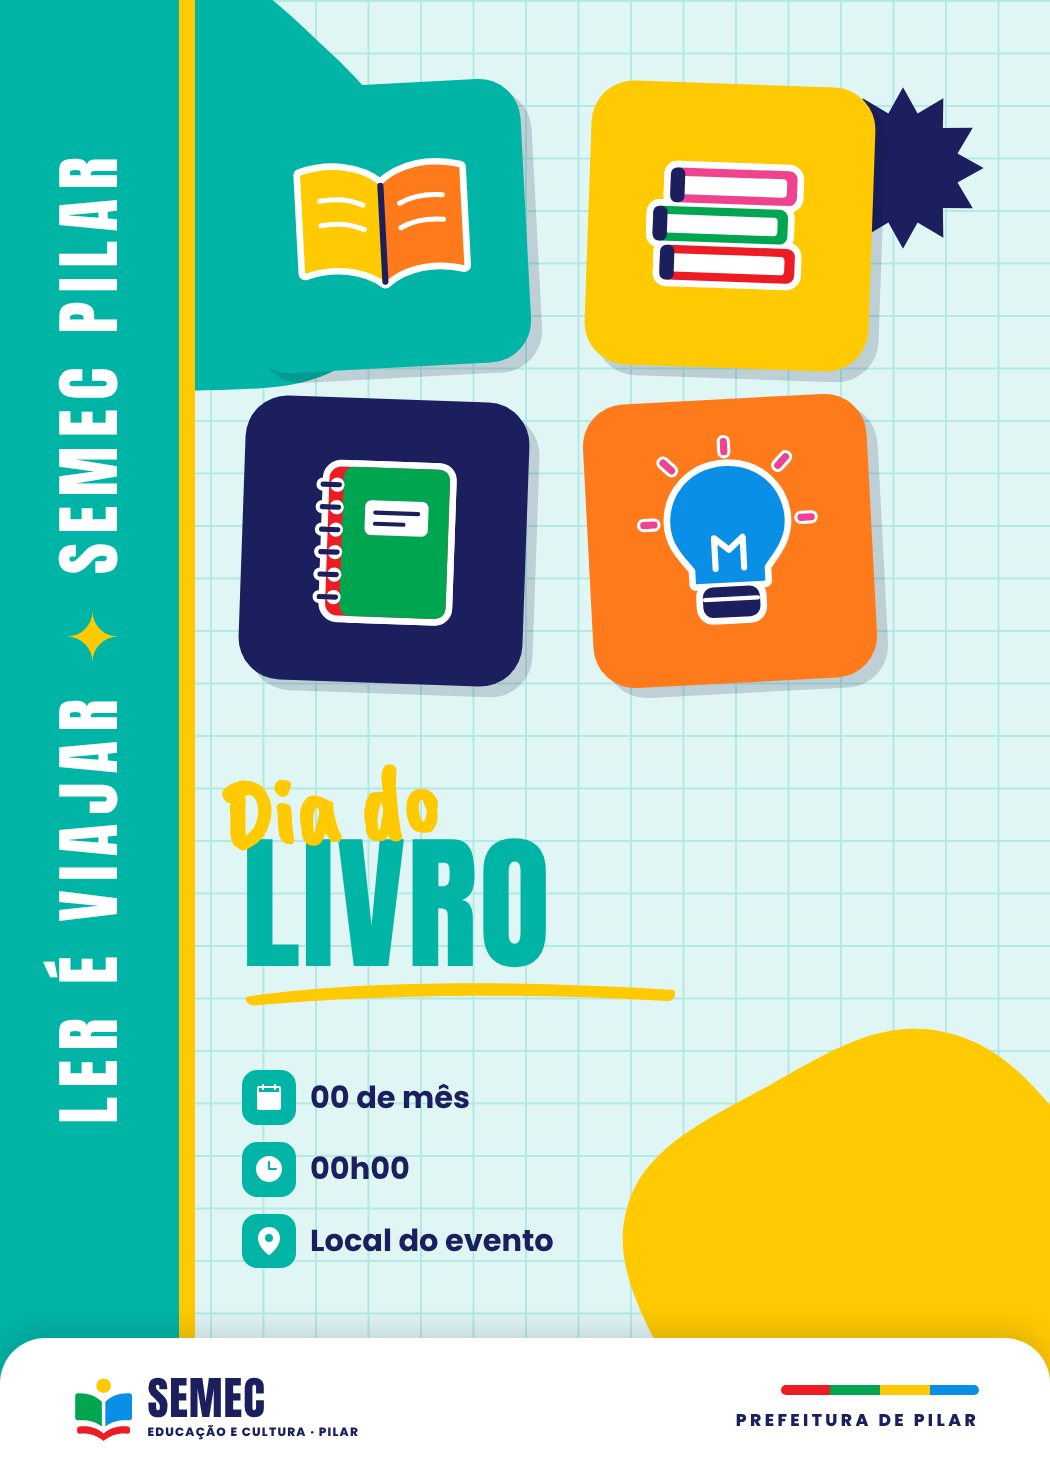 LER É VIAJAR ✦ SEMEC PILAR
Dia do
LIVRO
00 de mês
00h00
Local do evento
SEMEC
EDUCAÇÃO E CULTURA · PILAR
PREFEITURA DE PILAR